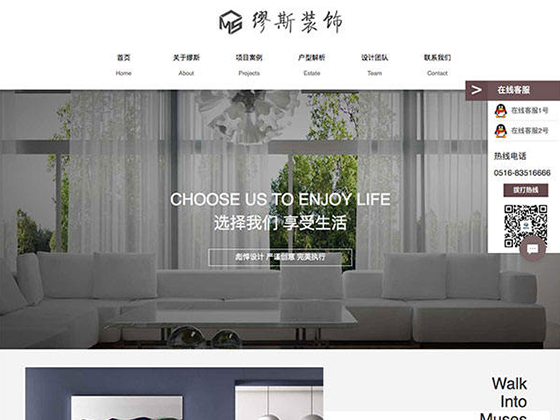 MS 缪斯装饰
首页 关于缪斯 项目案例 户型解析 设计团队 联系我们
Home About Projects Estate Team Contact
> 在线客服
在线客服1号
在线客服2号
热线电话
0516-83516666
拨打热线
CHOOSE US TO ENJOY LIFE
选择我们 享受生活
彪悍设计 严谨创意 完美执行
Walk
Into
Muses